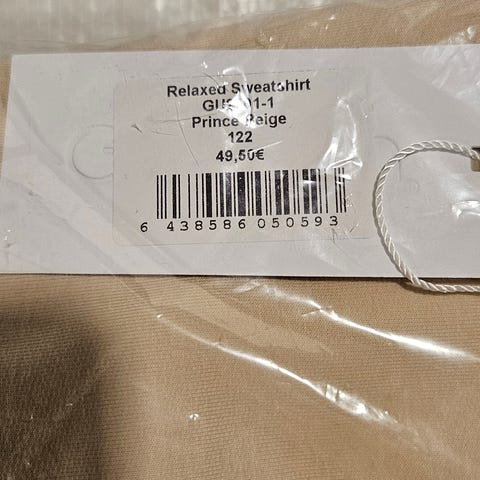 Relaxed Sweatshirt
Prince Beige
122
49,50€
6 438586 050593